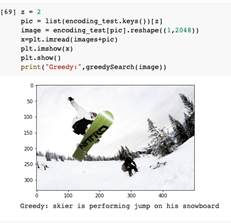 [69] z = 2
pic = list(encoding_test.keys())[z]
image = encoding_test[pic].reshape((1,2048))
x=plt.imread(images+pic)
plt.imshow(x)
plt.show()
print("Greedy:",greedySearch(image))
0
50
100
150
200
250
300
0
100
200
300
400
Greedy: skier is performing jump on his snowboard